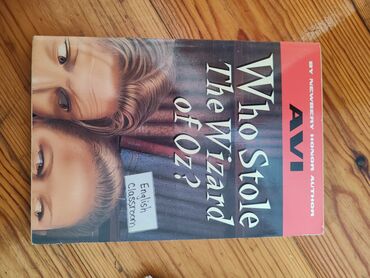 BY NEWBERY HONOR AUTHOR
AVI
Who Stole
The Wizard
of Oz?
English
Classroom